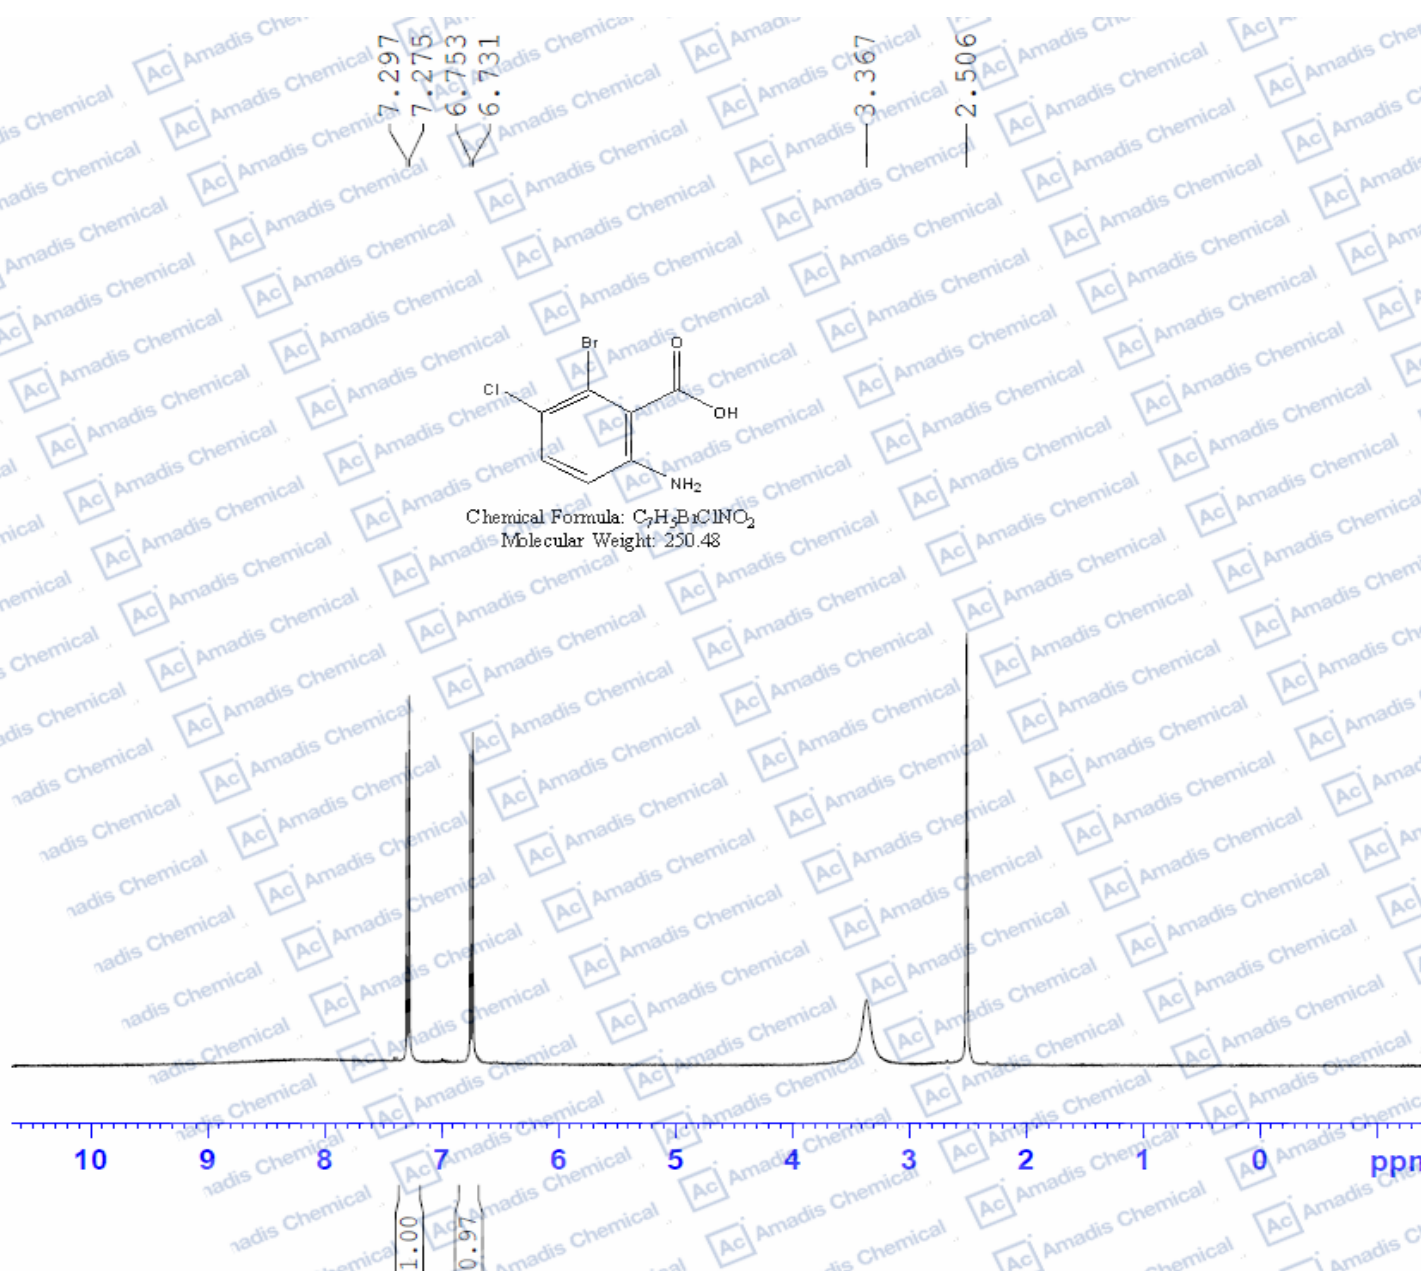 7.297
7.275
6.753
6.731
3.367
2.506
Br
O
Cl
OH
NH2
Chemical Formula: C7H5BrClNO2
Molecular Weight: 250.48
10 9 8 7 6 5 4 3 2 1 0 ppm
1.00
0.97
Ac Amadis Chemical